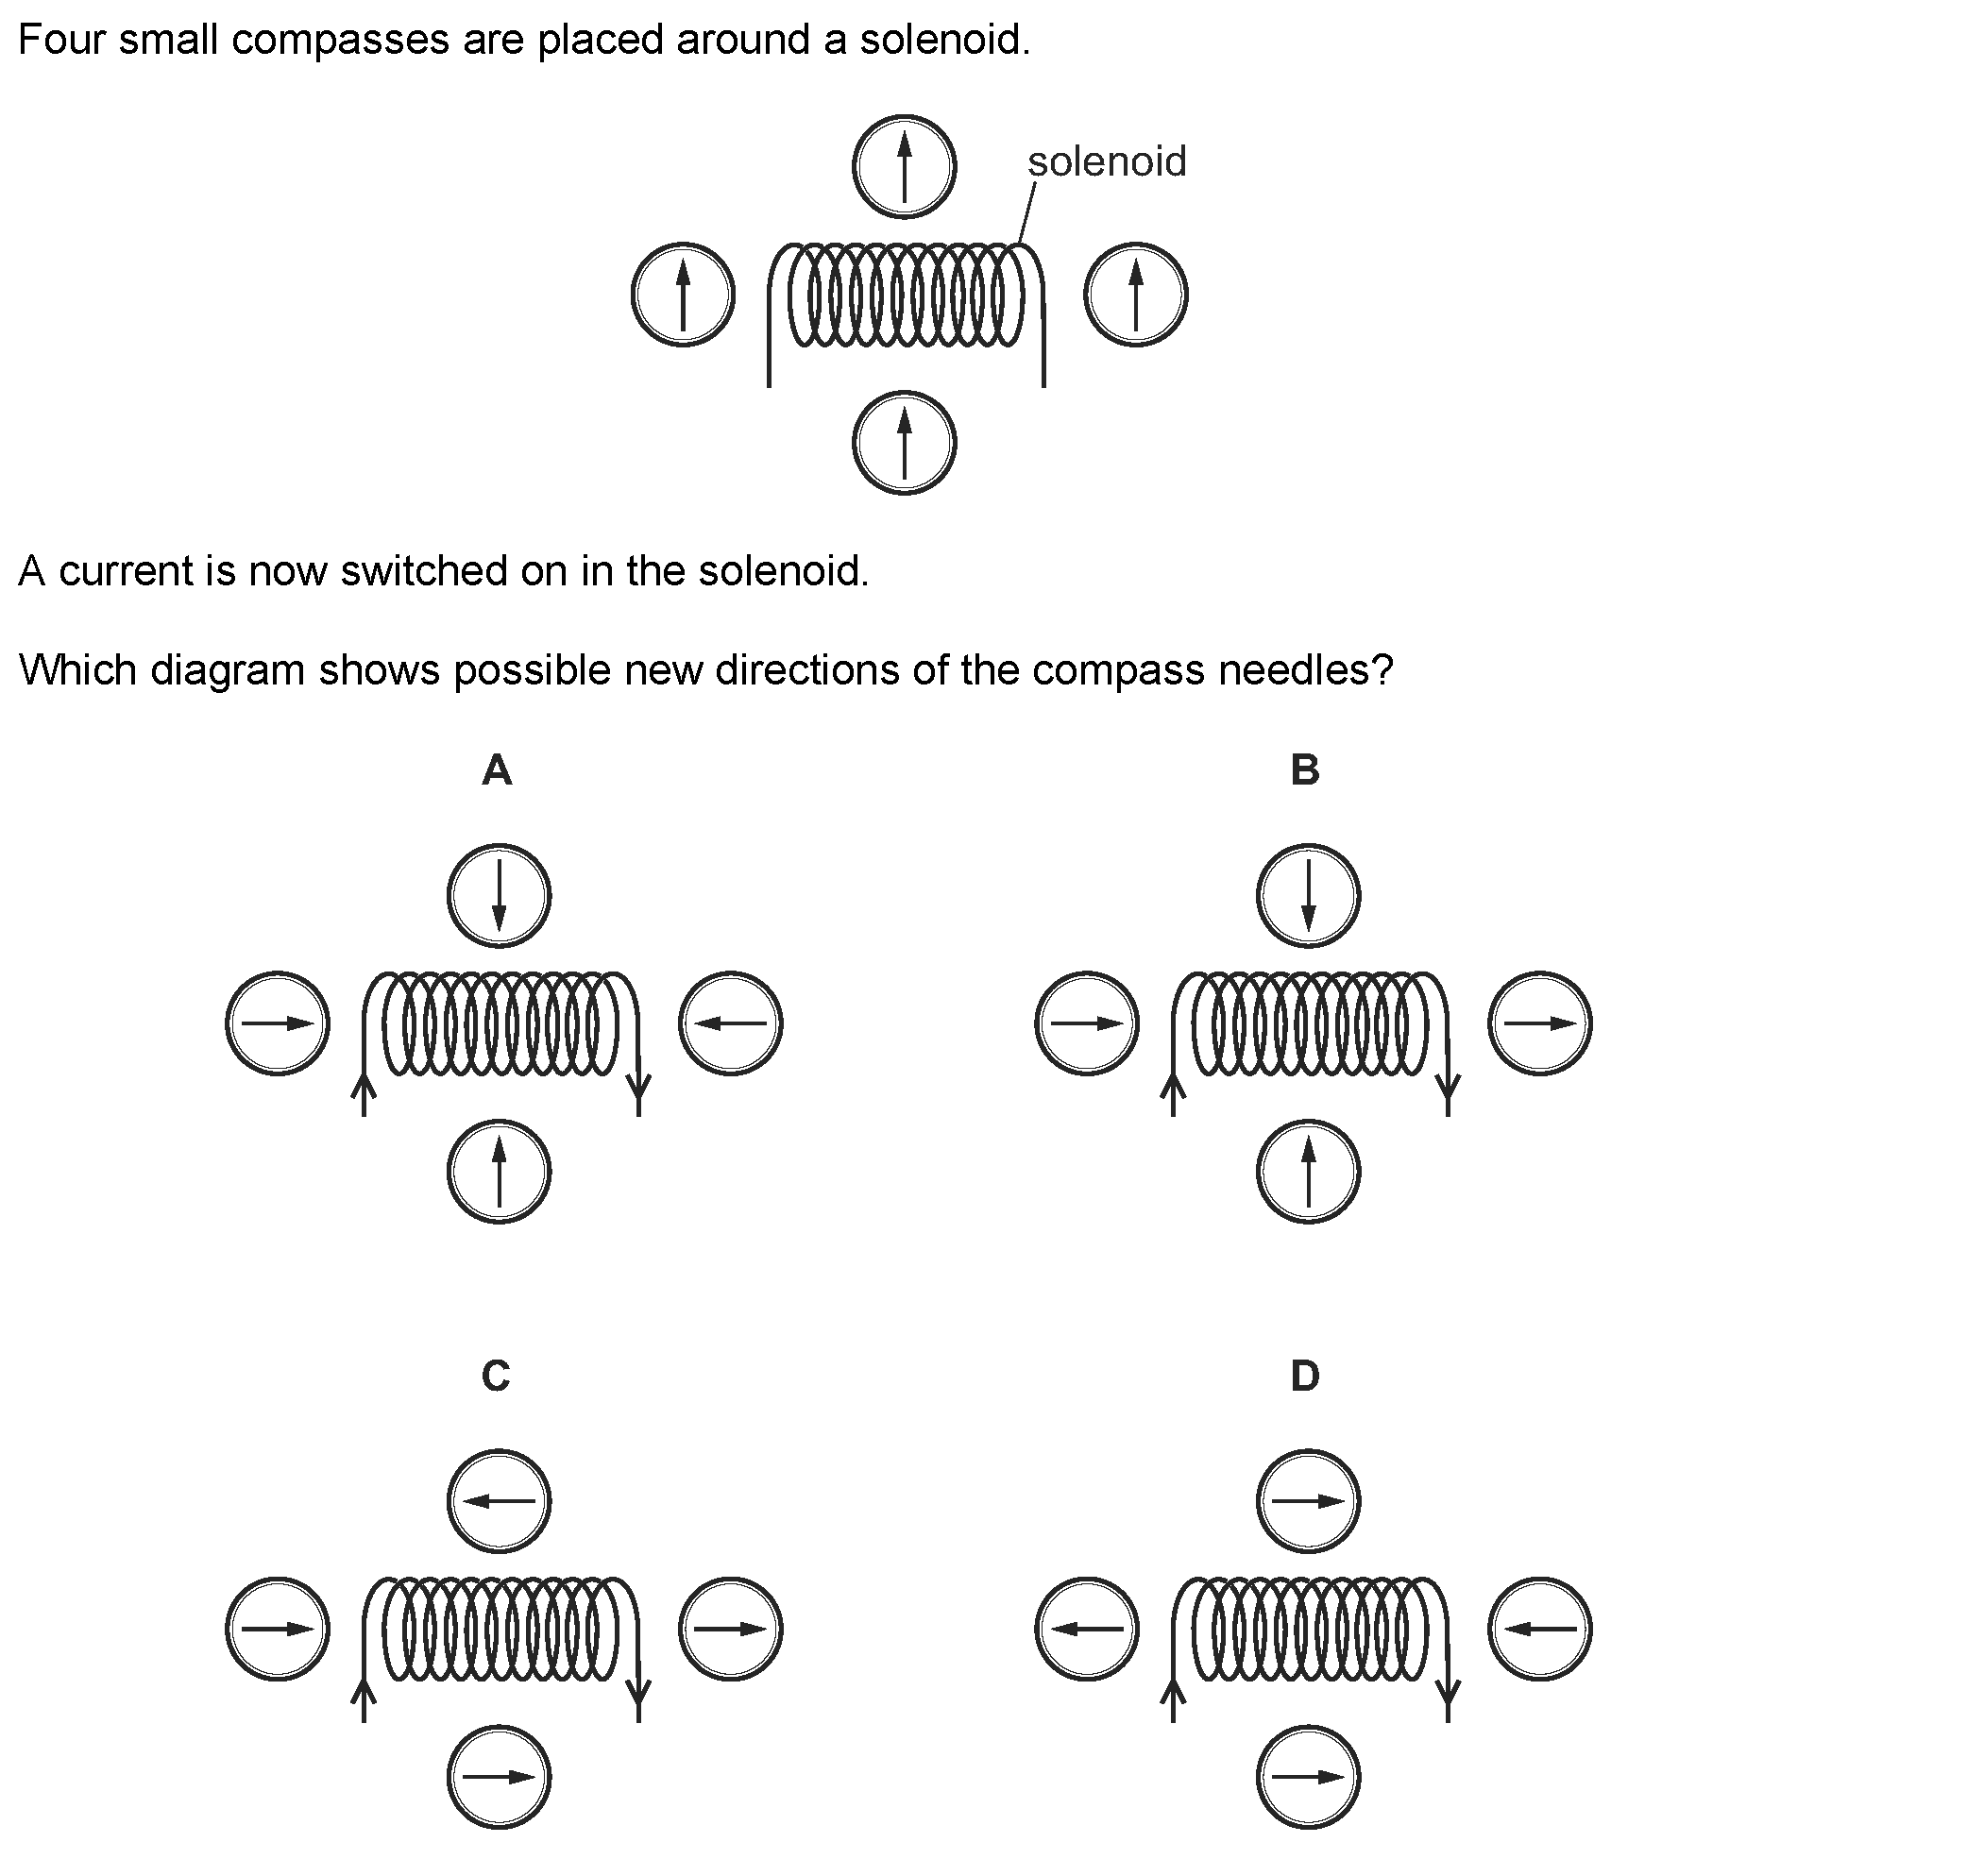 Four small compasses are placed around a solenoid.
solenoid
A current is now switched on in the solenoid.
Which diagram shows possible new directions of the compass needles?
A
B
C
D